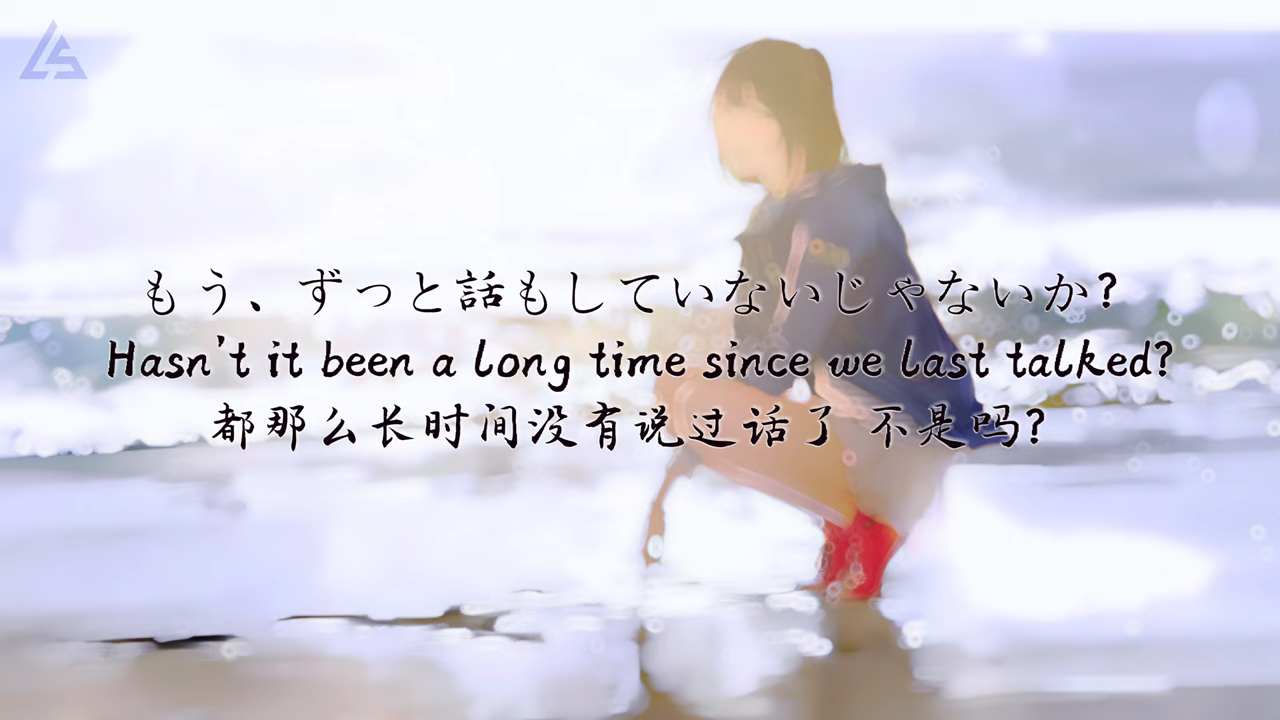 もう、ずっと話もしていないじゃないか?
Hasn't it been a long time since we last talked?
都那么长时间没有说过话了 不是吗?